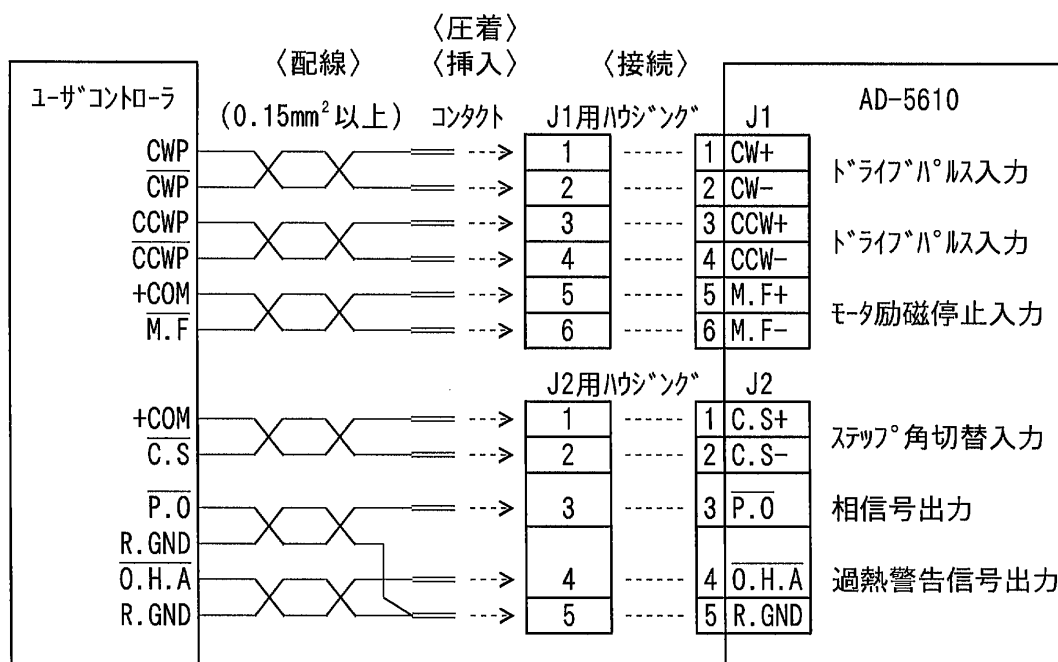 〈圧着〉
〈配線〉 〈挿入〉 〈接続〉
ﾕｰｻﾞｺﾝﾄﾛｰﾗ (0.15mm²以上) ｺﾝﾀｸﾄ J1用ﾊｳｼﾞﾝｸﾞ J1 AD-5610
CWP 1 1 CW+ ﾄﾞﾗｲﾌﾞﾊﾟﾙｽ入力
C̅W̅P̅ 2 2 CW-
CCWP 3 3 CCW+ ﾄﾞﾗｲﾌﾞﾊﾟﾙｽ入力
C̅C̅W̅P̅ 4 4 CCW-
+COM 5 5 M.F+ ﾓｰﾀ励磁停止入力
M̅.̅F̅ 6 6 M.F-
J2用ﾊｳｼﾞﾝｸﾞ J2
+COM 1 1 C.S+ ｽﾃｯﾌﾟ角切替入力
C̅.̅S̅ 2 2 C.S-
P̅.̅O̅ 3 3 P̅.̅O̅ 相信号出力
R.GND
O̅.̅H̅.̅A̅ 4 4 O̅.̅H̅.̅A̅ 過熱警告信号出力
R.GND 5 5 R.GND